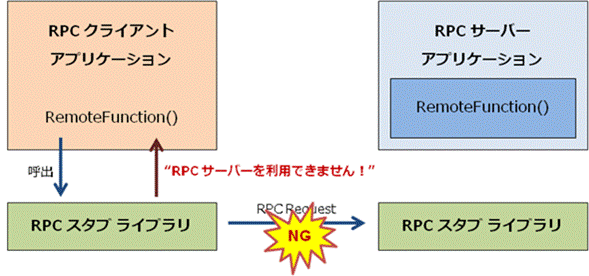 RPC クライアント
アプリケーション
RemoteFunction()
RPC サーバー
アプリケーション
RemoteFunction()
呼出
“RPC サーバーを利用できません！”
RPC スタブ ライブラリ
RPC Request
NG
RPC スタブ ライブラリ